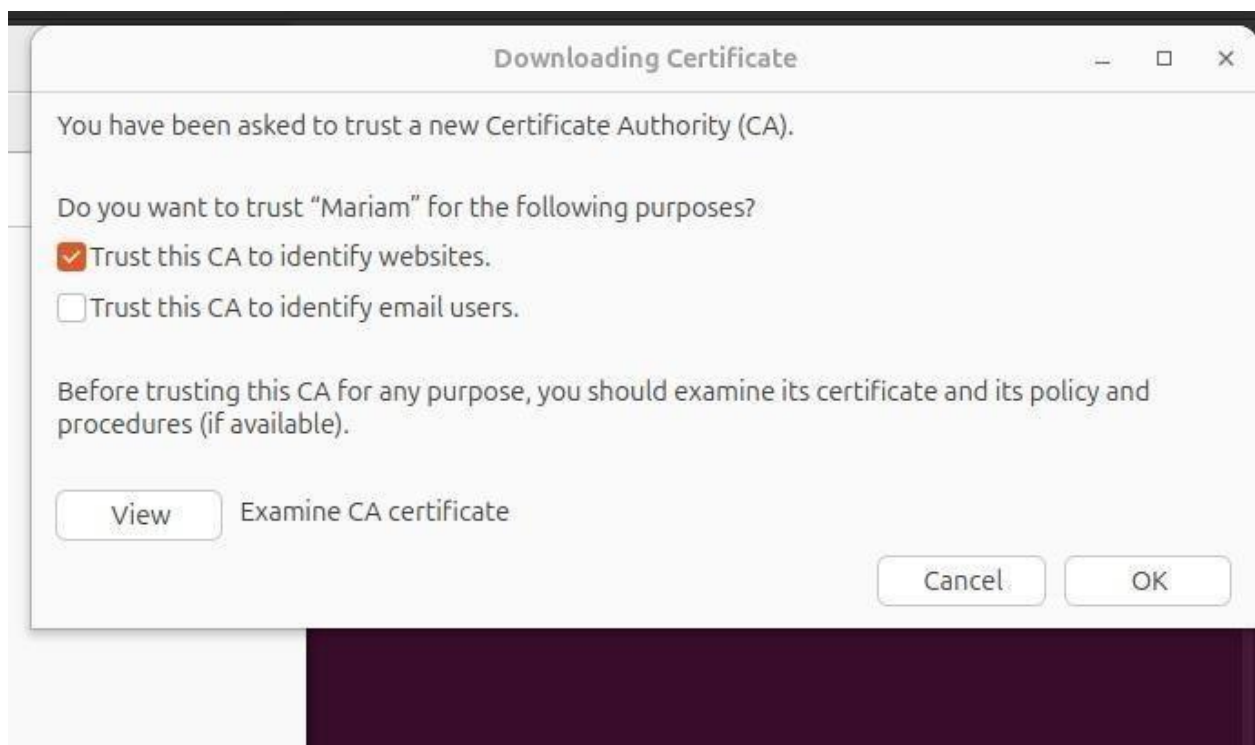 Downloading Certificate
You have been asked to trust a new Certificate Authority (CA).
Do you want to trust “Mariam” for the following purposes?
Trust this CA to identify websites.
Trust this CA to identify email users.
Before trusting this CA for any purpose, you should examine its certificate and its policy and
procedures (if available).
View Examine CA certificate
Cancel OK